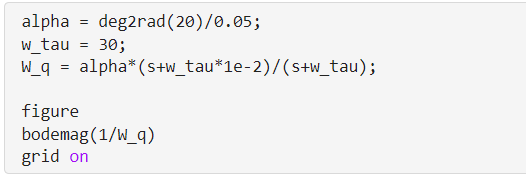 alpha = deg2rad(20)/0.05;
w_tau = 30;
W_q = alpha*(s+w_tau*1e-2)/(s+w_tau);
figure
bodemag(1/W_q)
grid on